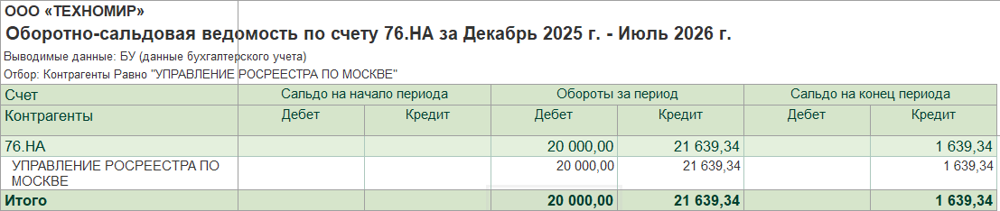 ООО «ТЕХНОМИР»
Оборотно-сальдовая ведомость по счету 76.НА за Декабрь 2025 г. - Июль 2026 г.
Выводимые данные: БУ (данные бухгалтерского учета)
Отбор: Контрагенты Равно "УПРАВЛЕНИЕ РОСРЕЕСТРА ПО МОСКВЕ"
Счет Сальдо на начало периода Обороты за период Сальдо на конец периода
Контрагенты Дебет Кредит Дебет Кредит Дебет Кредит
76.НА 20 000,00 21 639,34 1 639,34
УПРАВЛЕНИЕ РОСРЕЕСТРА ПО 20 000,00 21 639,34 1 639,34
МОСКВЕ
Итого 20 000,00 21 639,34 1 639,34